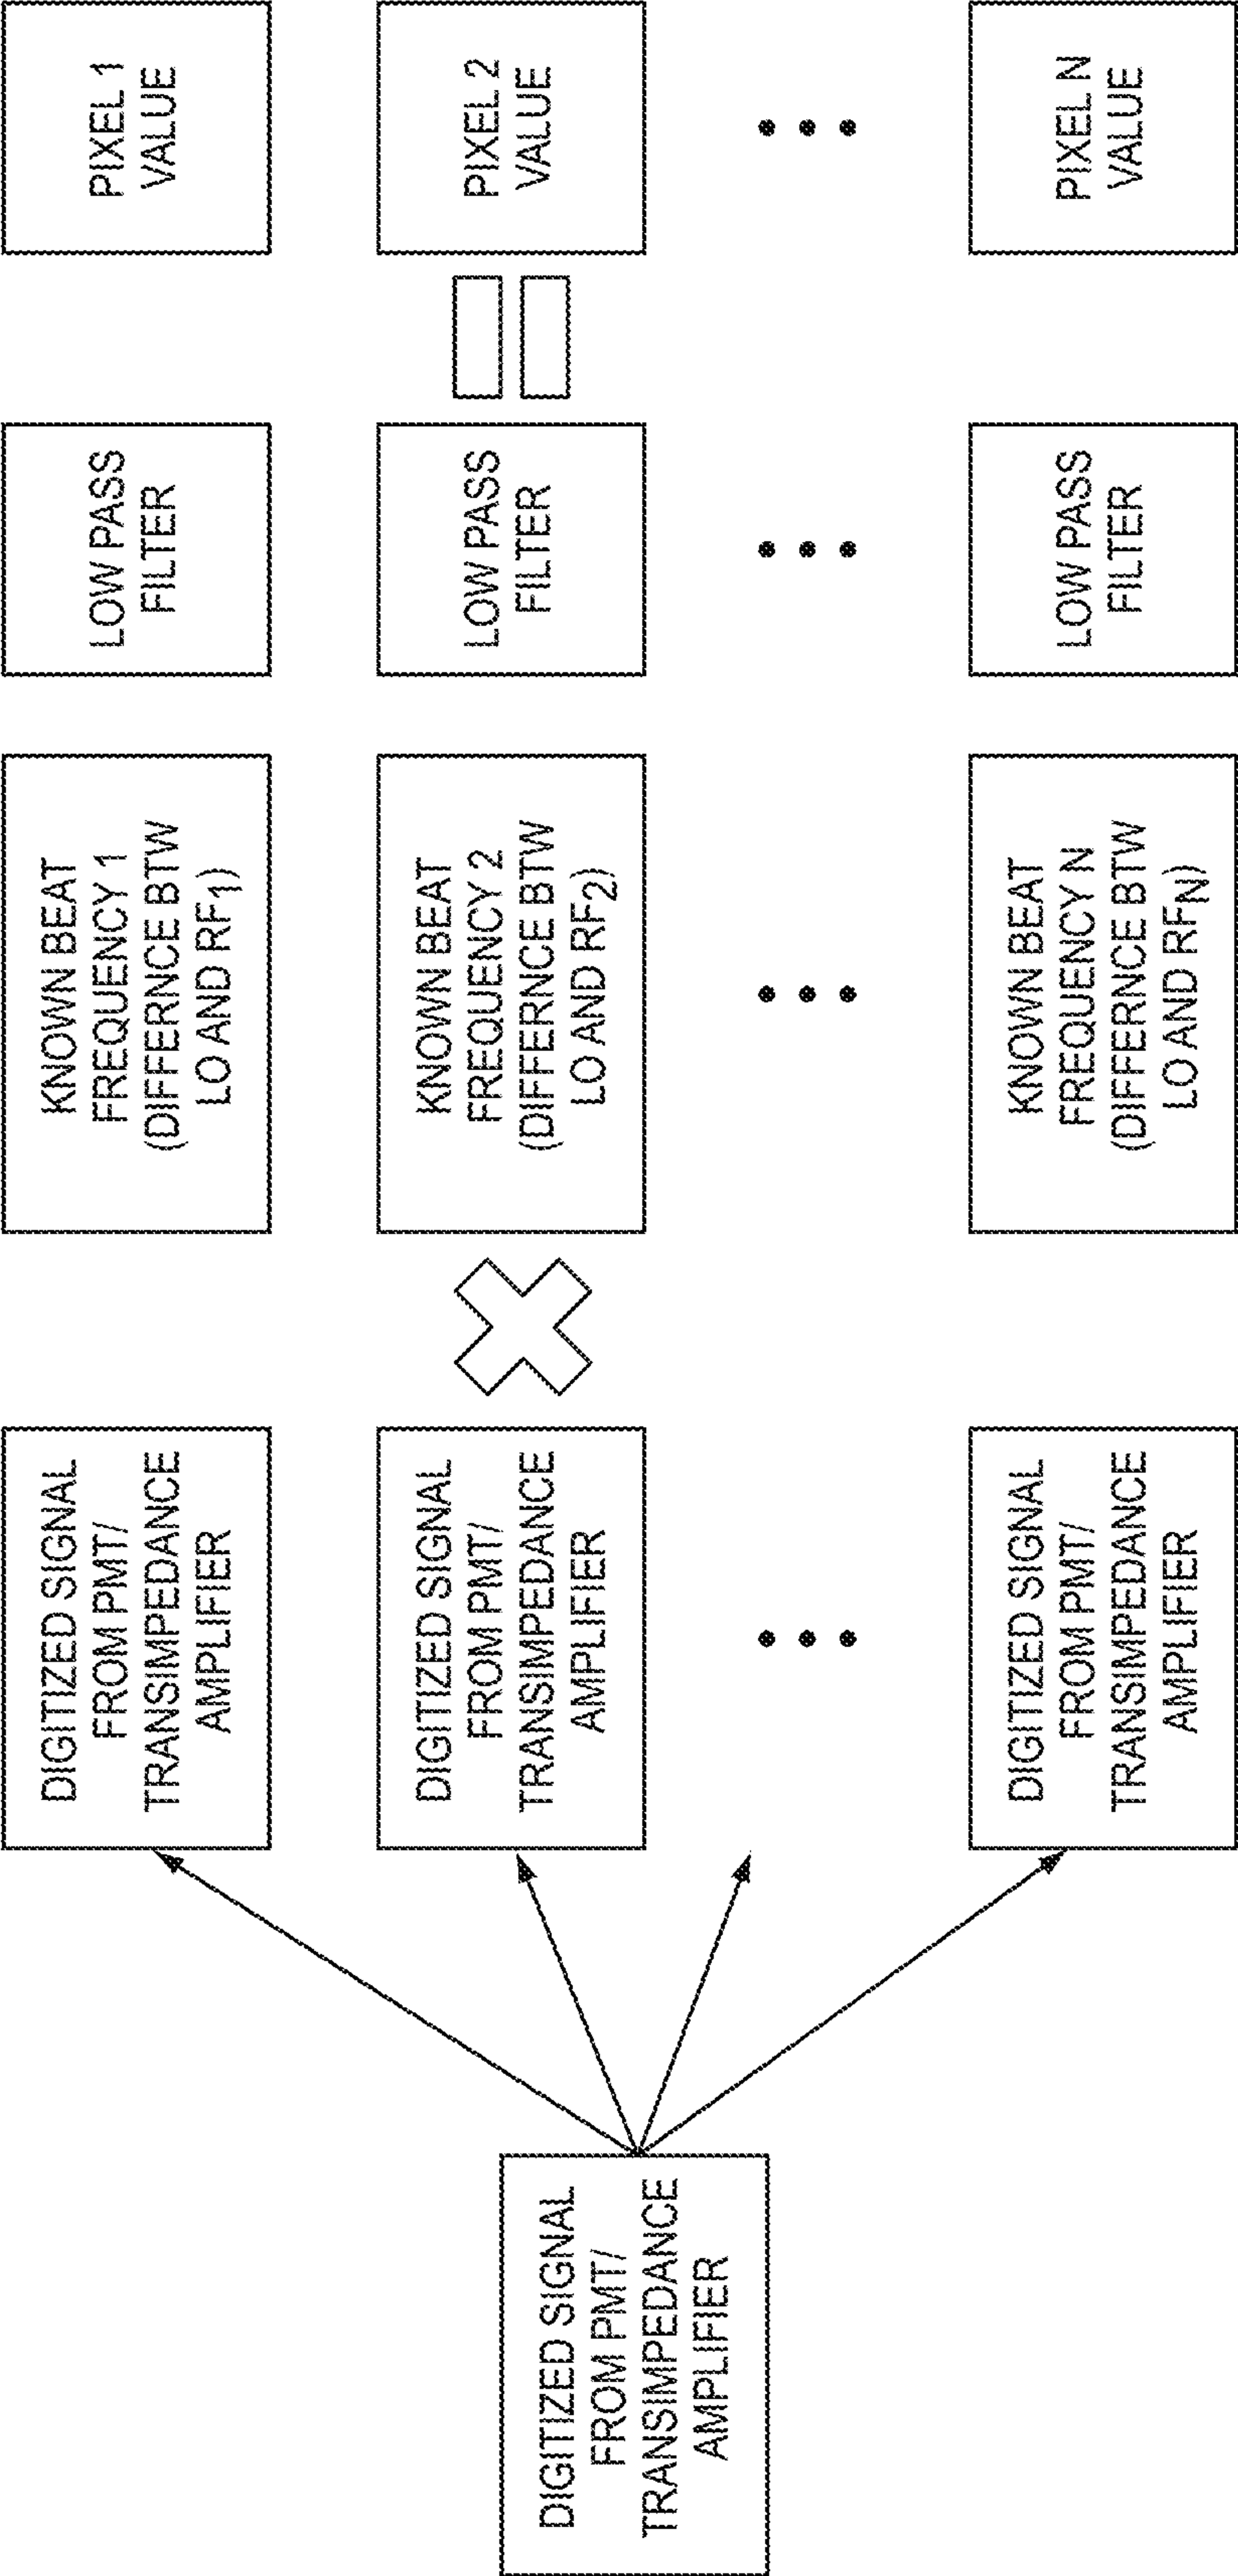 DIGITIZED SIGNAL
FROM PMT/
TRANSIMPEDANCE
AMPLIFIER
DIGITIZED SIGNAL
FROM PMT/
TRANSIMPEDANCE
AMPLIFIER
KNOWN BEAT
FREQUENCY 1
(DIFFERNCE BTW
LO AND RF₁)
LOW PASS
FILTER
PIXEL 1
VALUE
DIGITIZED SIGNAL
FROM PMT/
TRANSIMPEDANCE
AMPLIFIER
KNOWN BEAT
FREQUENCY 2
(DIFFERNCE BTW
LO AND RF₂)
LOW PASS
FILTER
PIXEL 2
VALUE
DIGITIZED SIGNAL
FROM PMT/
TRANSIMPEDANCE
AMPLIFIER
KNOWN BEAT
FREQUENCY N
(DIFFERNCE BTW
LO AND RFN)
LOW PASS
FILTER
PIXEL N
VALUE